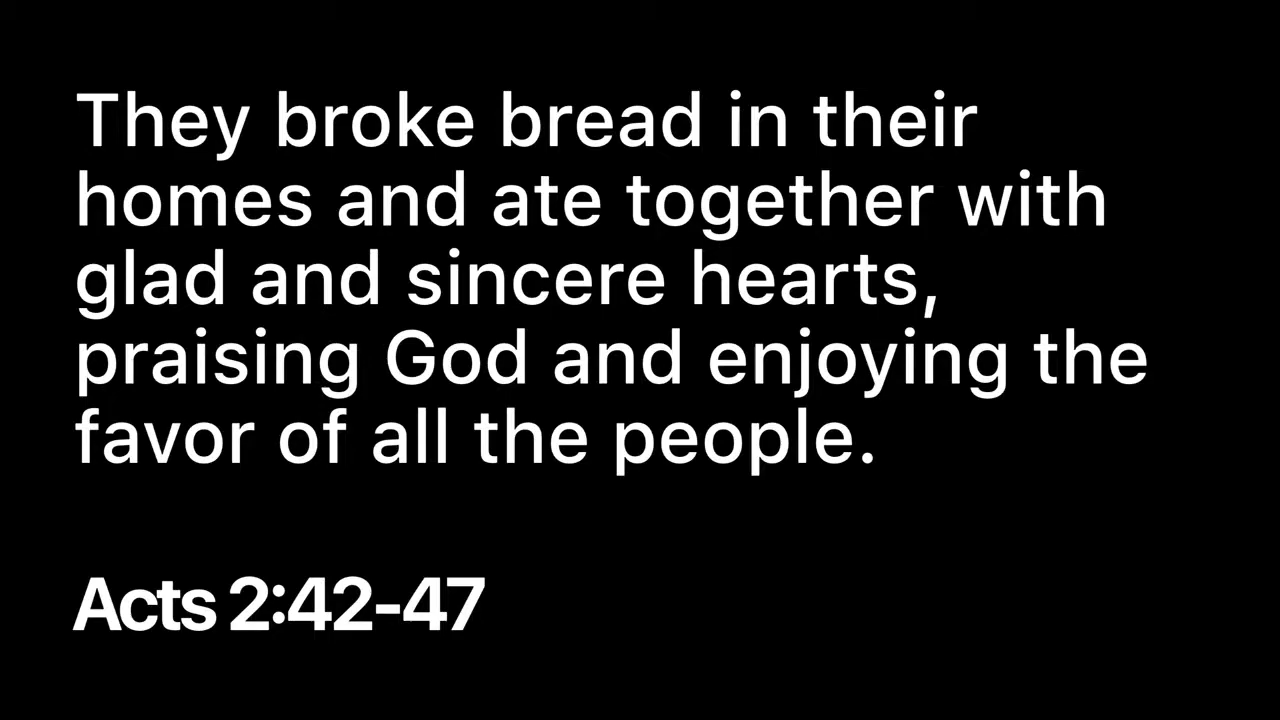 They broke bread in their
homes and ate together with
glad and sincere hearts,
praising God and enjoying the
favor of all the people.
Acts 2:42-47